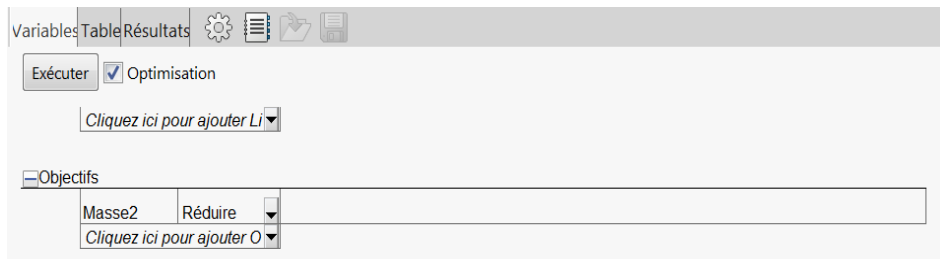 Variables Table Résultats
Exécuter Optimisation
Cliquez ici pour ajouter Li
Objectifs
Masse2 Réduire
Cliquez ici pour ajouter O